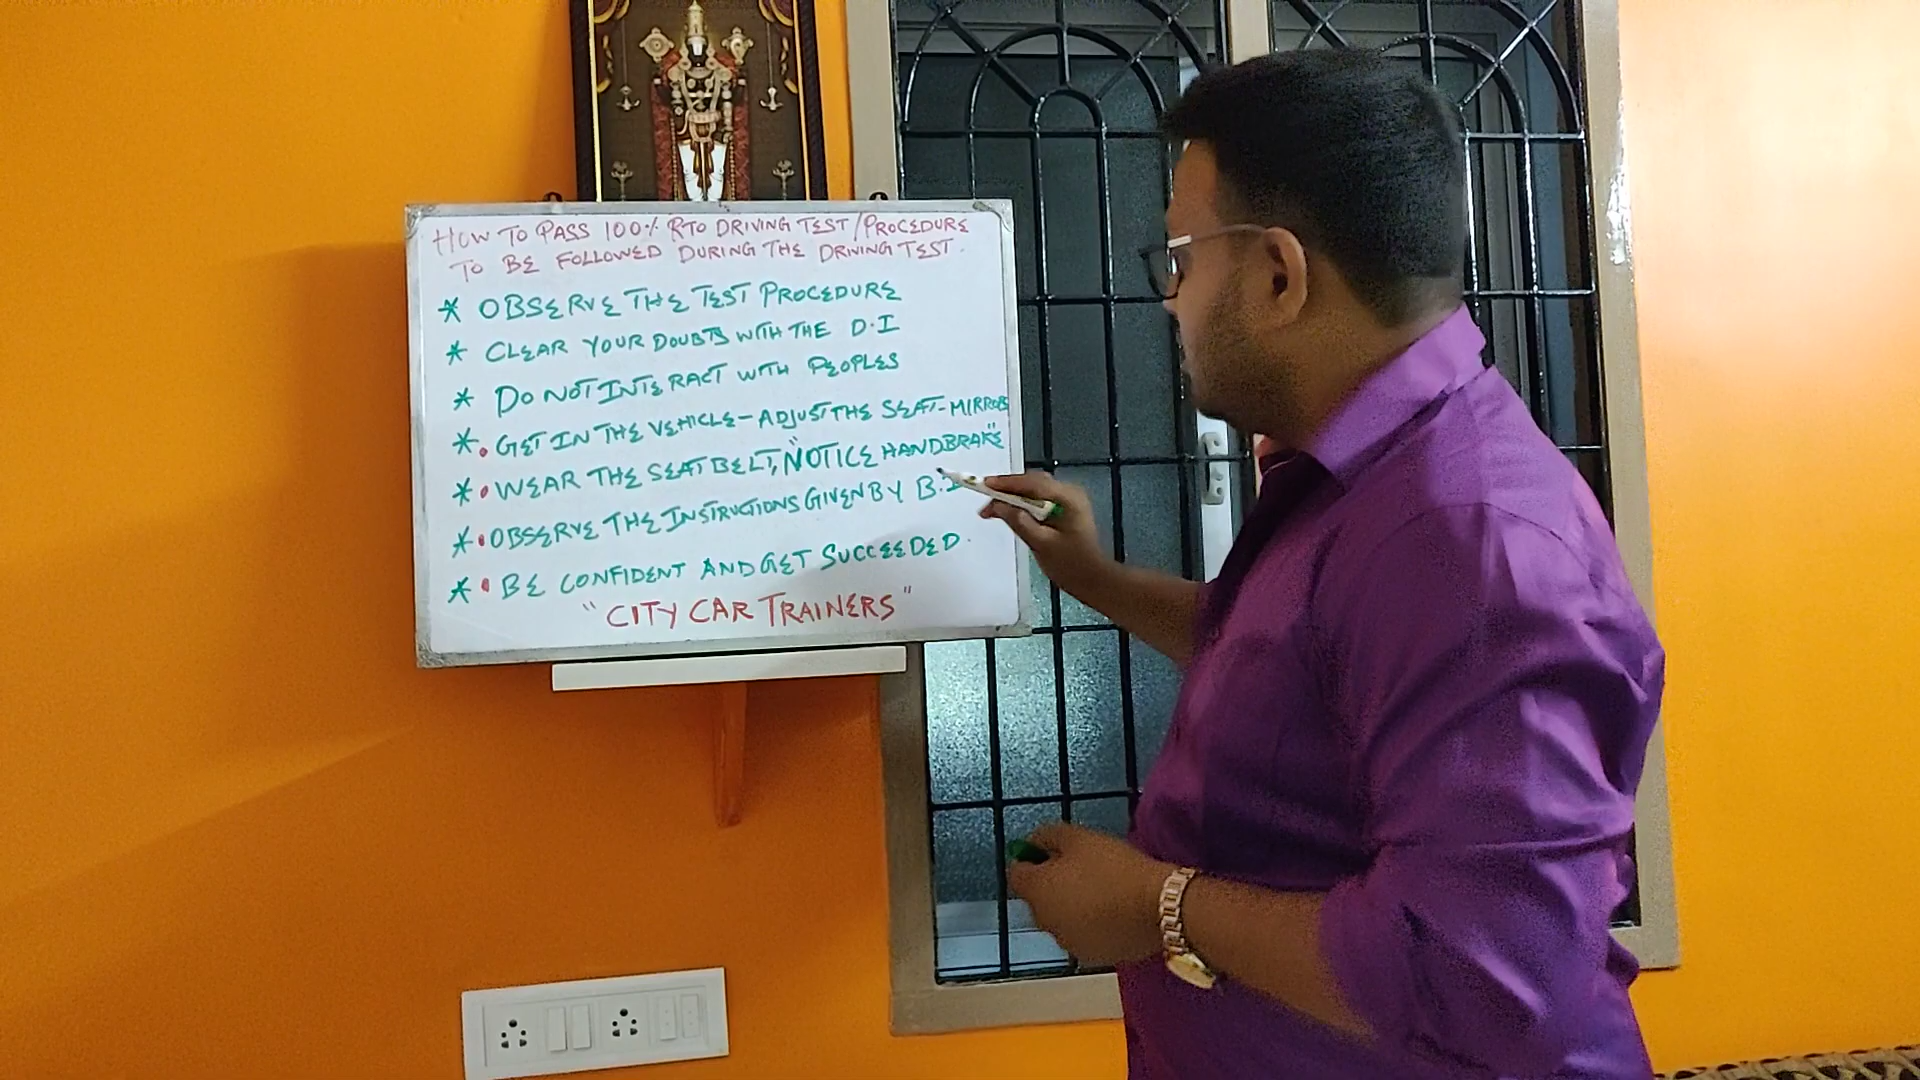 HOW TO PASS 100% RTO DRIVING TEST/PROCEDURE
TO BE FOLLOWED DURING THE DRIVING TEST.
* OBSERVE THE TEST PROCEDURE
* CLEAR YOUR DOUBTS WITH THE D.I
* DO NOT INTERACT WITH PEOPLES
*. GET IN THE VEHICLE-ADJUST THE SEAT-MIRRORS
*. WEAR THE SEAT BELT, "NOTICE HANDBRAKE"
*. OBSERVE THE INSTRUCTIONS GIVEN BY B.I
*. BE CONFIDENT AND GET SUCCEEDED.
"CITY CAR TRAINERS"